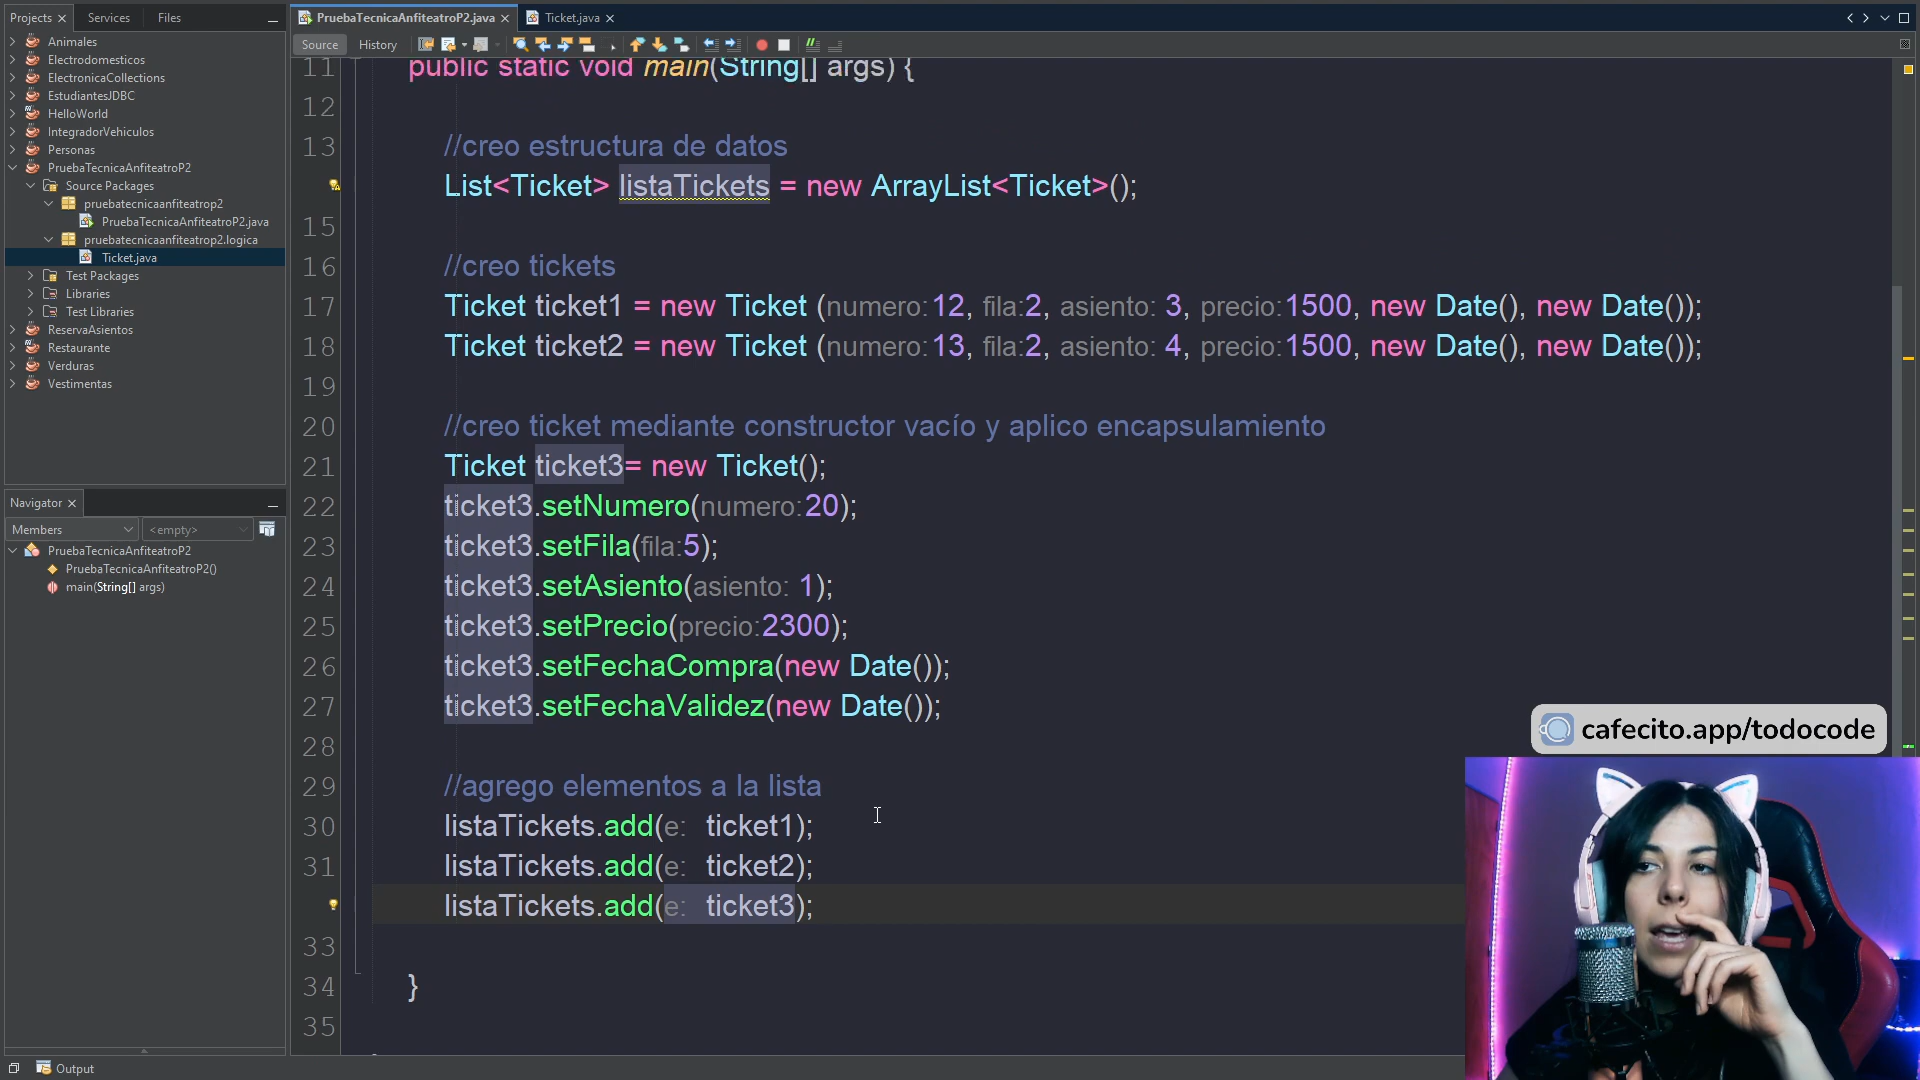 Projects
Services
Files
PruebaTecnicaAnfiteatroP2.java
Ticket.java
Source
History
Animales
Electrodomesticos
ElectronicaCollections
EstudiantesJDBC
HelloWorld
IntegradorVehiculos
Personas
PruebaTecnicaAnfiteatroP2
Source Packages
pruebatecnicaanfiteatrop2
PruebaTecnicaAnfiteatroP2.java
pruebatecnicaanfiteatrop2.logica
Ticket.java
Test Packages
Libraries
Test Libraries
ReservaAsientos
Restaurante
Verduras
Vestimentas
Navigator
Members
<empty>
PruebaTecnicaAnfiteatroP2
PruebaTecnicaAnfiteatroP2()
main(String[] args)
Output
11 public static void main(String[] args) {
12
13 //creo estructura de datos
List<Ticket> listaTickets = new ArrayList<Ticket>();
15
16 //creo tickets
17 Ticket ticket1 = new Ticket (numero:12, fila:2, asiento: 3, precio:1500, new Date(), new Date());
18 Ticket ticket2 = new Ticket (numero:13, fila:2, asiento: 4, precio:1500, new Date(), new Date());
19
20 //creo ticket mediante constructor vacío y aplico encapsulamiento
21 Ticket ticket3= new Ticket();
22 ticket3.setNumero(numero:20);
23 ticket3.setFila(fila:5);
24 ticket3.setAsiento(asiento: 1);
25 ticket3.setPrecio(precio:2300);
26 ticket3.setFechaCompra(new Date());
27 ticket3.setFechaValidez(new Date());
28
29 //agrego elementos a la lista
30 listaTickets.add(e: ticket1);
31 listaTickets.add(e: ticket2);
listaTickets.add(e: ticket3);
33
34 }
35
cafecito.app/todocode